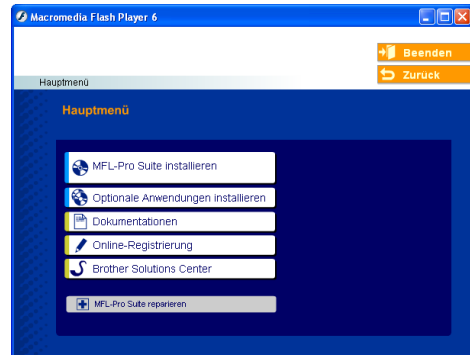 Macromedia Flash Player 6
Beenden
Zurück
Hauptmenü
Hauptmenü
MFL-Pro Suite installieren
Optionale Anwendungen installieren
Dokumentationen
Online-Registrierung
Brother Solutions Center
MFL-Pro Suite reparieren